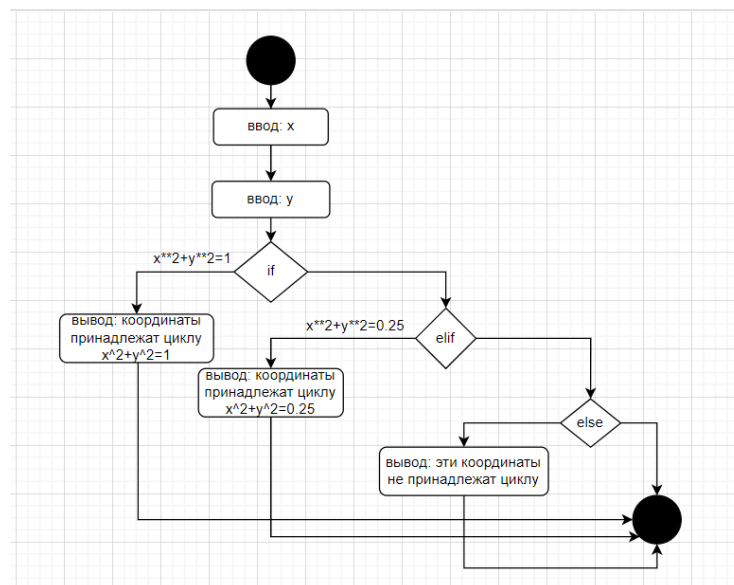 ввод: x
ввод: y
x**2+y**2=1
if
вывод: координаты
принадлежат циклу
x^2+y^2=1
x**2+y**2=0.25
elif
вывод: координаты
принадлежат циклу
x^2+y^2=0.25
else
вывод: эти координаты
не принадлежат циклу